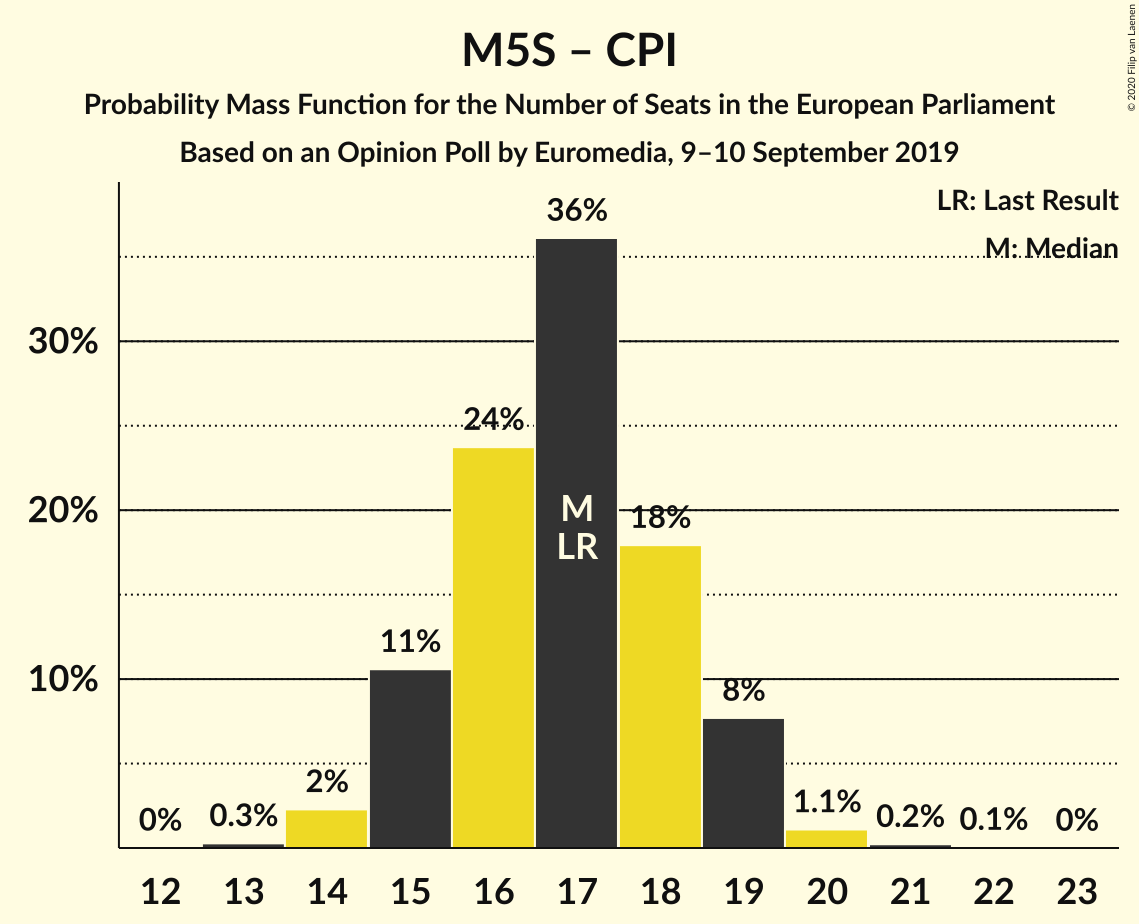 M5S – CPI
Probability Mass Function for the Number of Seats in the European Parliament
Based on an Opinion Poll by Euromedia, 9–10 September 2019
© 2020 Filip van Laenen
LR: Last Result
M: Median
30%
20%
10%
0%
0.3%
2%
11%
24%
36%
M
LR
18%
8%
1.1%
0.2%
0.1%
0%
12 13 14 15 16 17 18 19 20 21 22 23